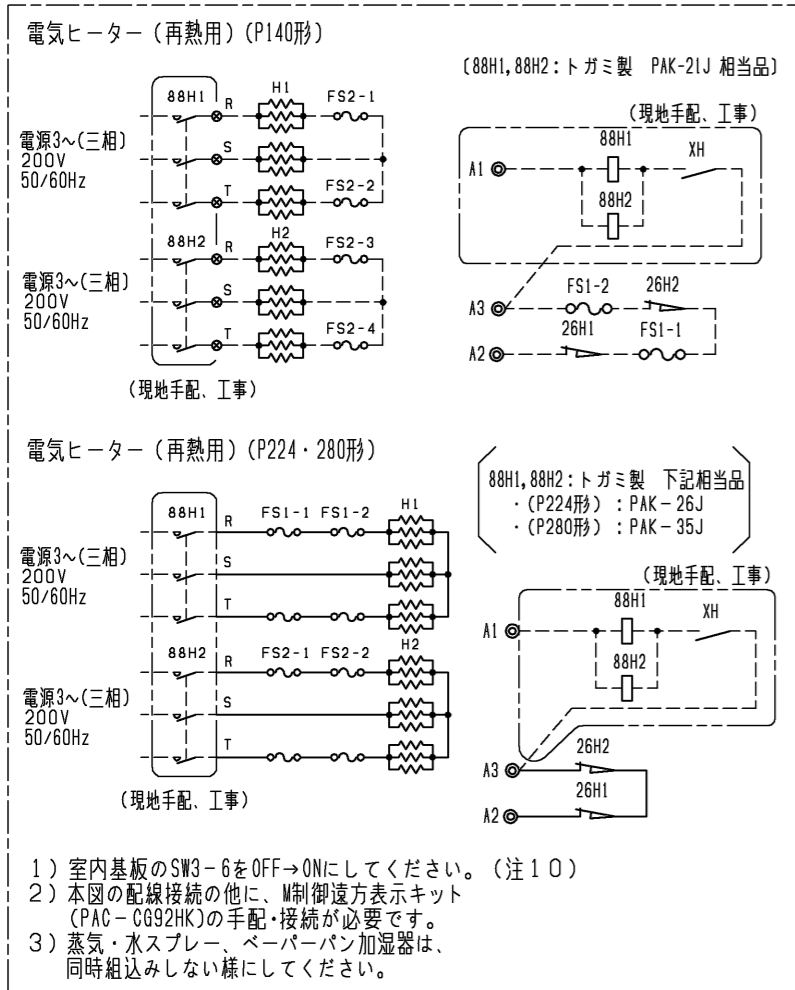 電気ヒーター(再熱用)(P140形)
〔88H1,88H2:トガミ製 PAK-21J 相当品〕
88H1
R
H1
FS2-1
電源3~(三相)
200V
50/60Hz
S
T
FS2-2
88H2
R
H2
FS2-3
電源3~(三相)
200V
50/60Hz
S
T
FS2-4
(現地手配、工事)
(現地手配、工事)
88H1
XH
A1
88H2
FS1-2
26H2
A3
26H1
FS1-1
A2
電気ヒーター(再熱用)(P224・280形)
88H1,88H2:トガミ製 下記相当品
・(P224形):PAK-26J
・(P280形):PAK-35J
88H1
R
FS1-1
FS1-2
H1
電源3~(三相)
200V
50/60Hz
S
T
88H2
R
FS2-1
FS2-2
H2
電源3~(三相)
200V
50/60Hz
S
T
(現地手配、工事)
(現地手配、工事)
88H1
XH
A1
88H2
26H2
A3
26H1
A2
1)室内基板のSW3-6をOFF→ONにしてください。(注10)
2)本図の配線接続の他に、M制御遠方表示キット
(PAC-CG92HK)の手配・接続が必要です。
3)蒸気・水スプレー、ペーパーパン加湿器は、
同時組込みしない様にしてください。